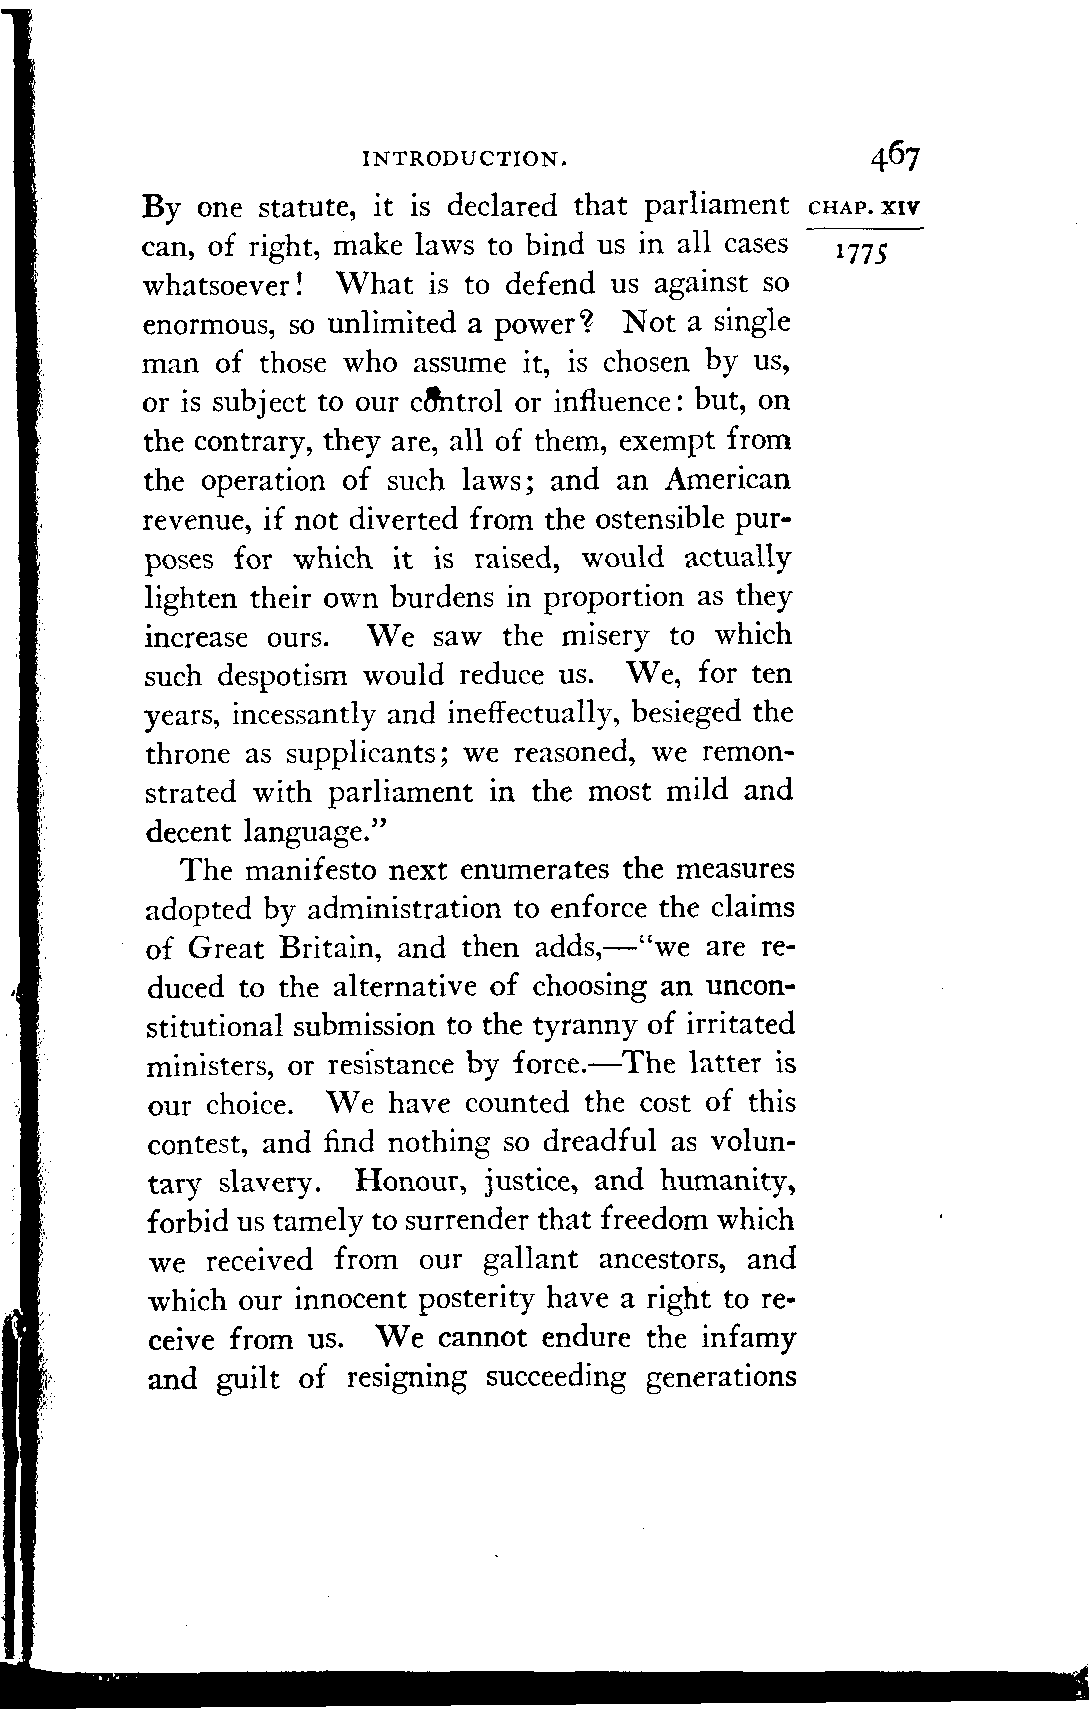 INTRODUCTION. 467
By one statute, it is declared that parliament CHAP. XIV
can, of right, make laws to bind us in all cases 1775
whatsoever! What is to defend us against so
enormous, so unlimited a power? Not a single
man of those who assume it, is chosen by us,
or is subject to our control or influence: but, on
the contrary, they are, all of them, exempt from
the operation of such laws; and an American
revenue, if not diverted from the ostensible pur-
poses for which it is raised, would actually
lighten their own burdens in proportion as they
increase ours. We saw the misery to which
such despotism would reduce us. We, for ten
years, incessantly and ineffectually, besieged the
throne as supplicants; we reasoned, we remon-
strated with parliament in the most mild and
decent language.”
The manifesto next enumerates the measures
adopted by administration to enforce the claims
of Great Britain, and then adds,—“we are re-
duced to the alternative of choosing an uncon-
stitutional submission to the tyranny of irritated
ministers, or resistance by force.—The latter is
our choice. We have counted the cost of this
contest, and find nothing so dreadful as volun-
tary slavery. Honour, justice, and humanity,
forbid us tamely to surrender that freedom which
we received from our gallant ancestors, and
which our innocent posterity have a right to re-
ceive from us. We cannot endure the infamy
and guilt of resigning succeeding generations